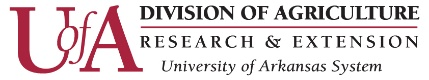 UofA
DIVISION OF AGRICULTURE
RESEARCH & EXTENSION
University of Arkansas System